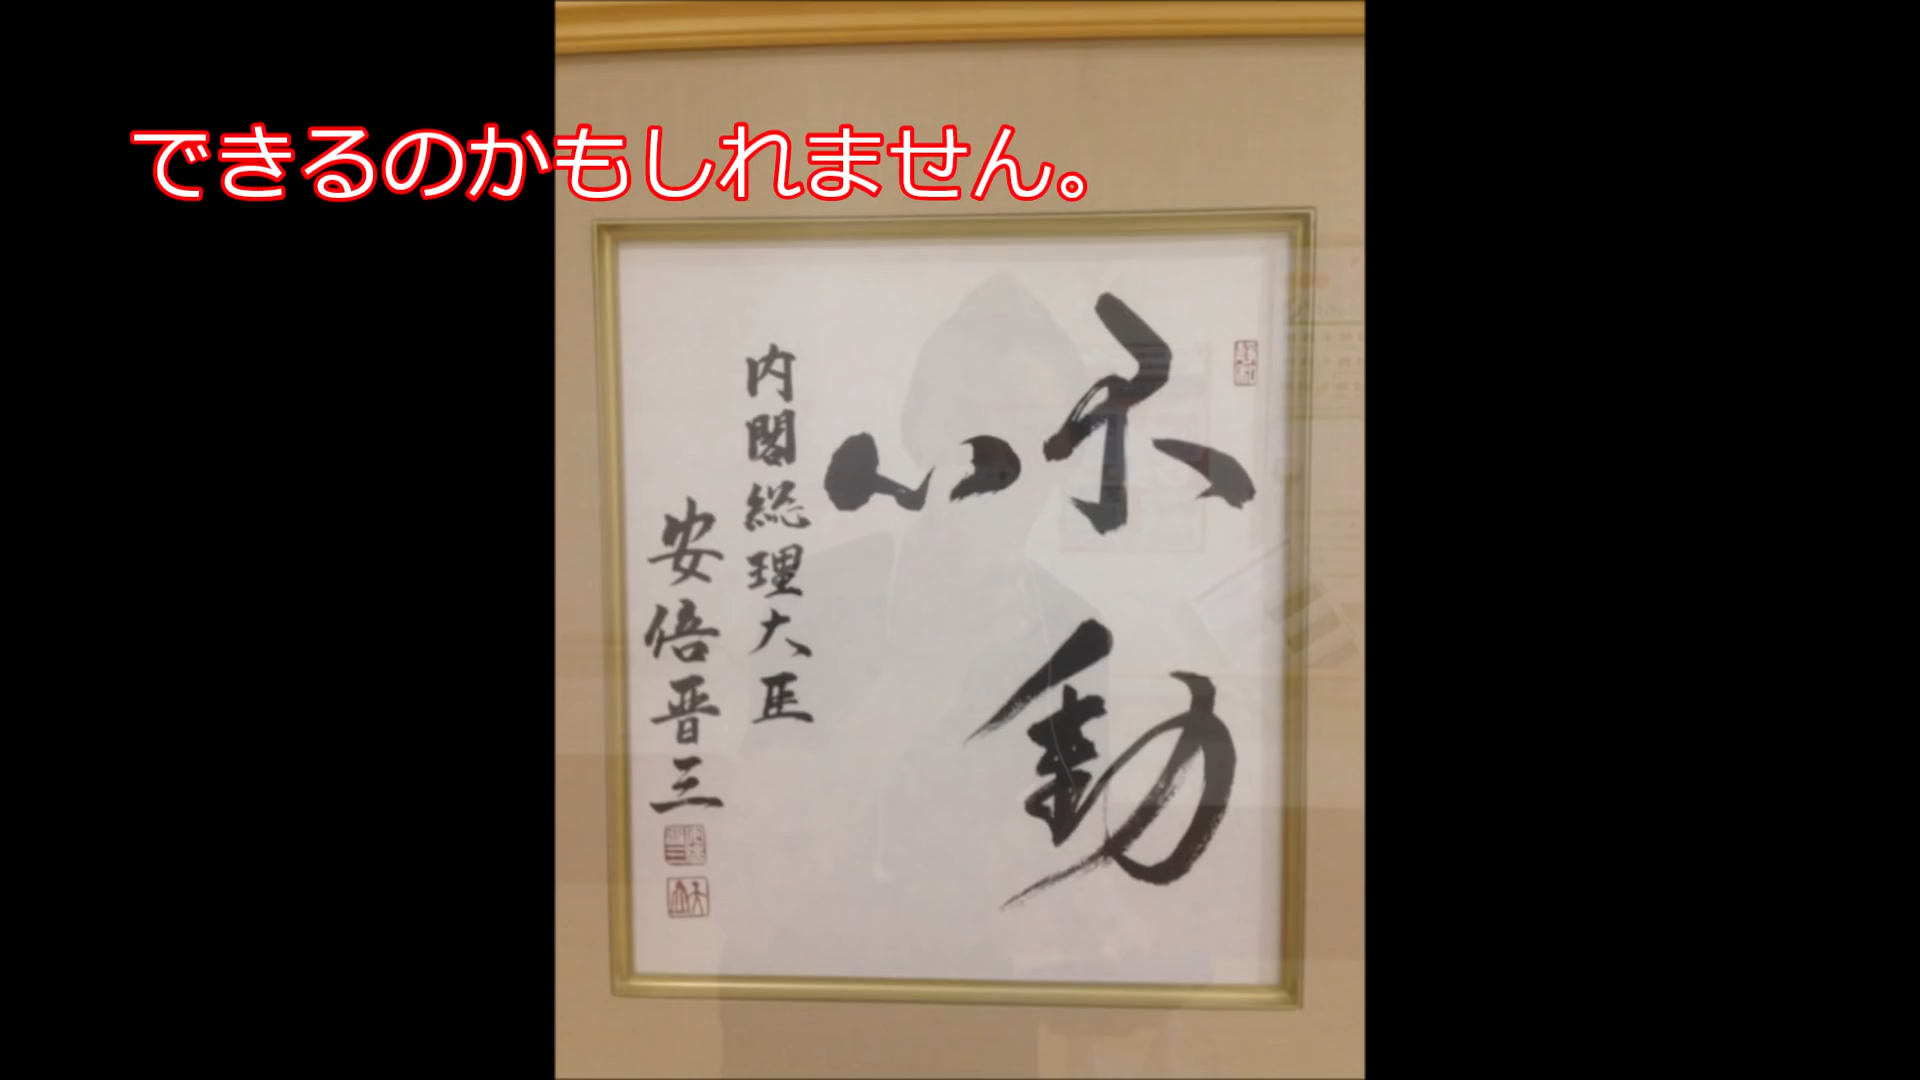 できるのかもしれません。
不動
心
内閣総理大臣
安倍晋三